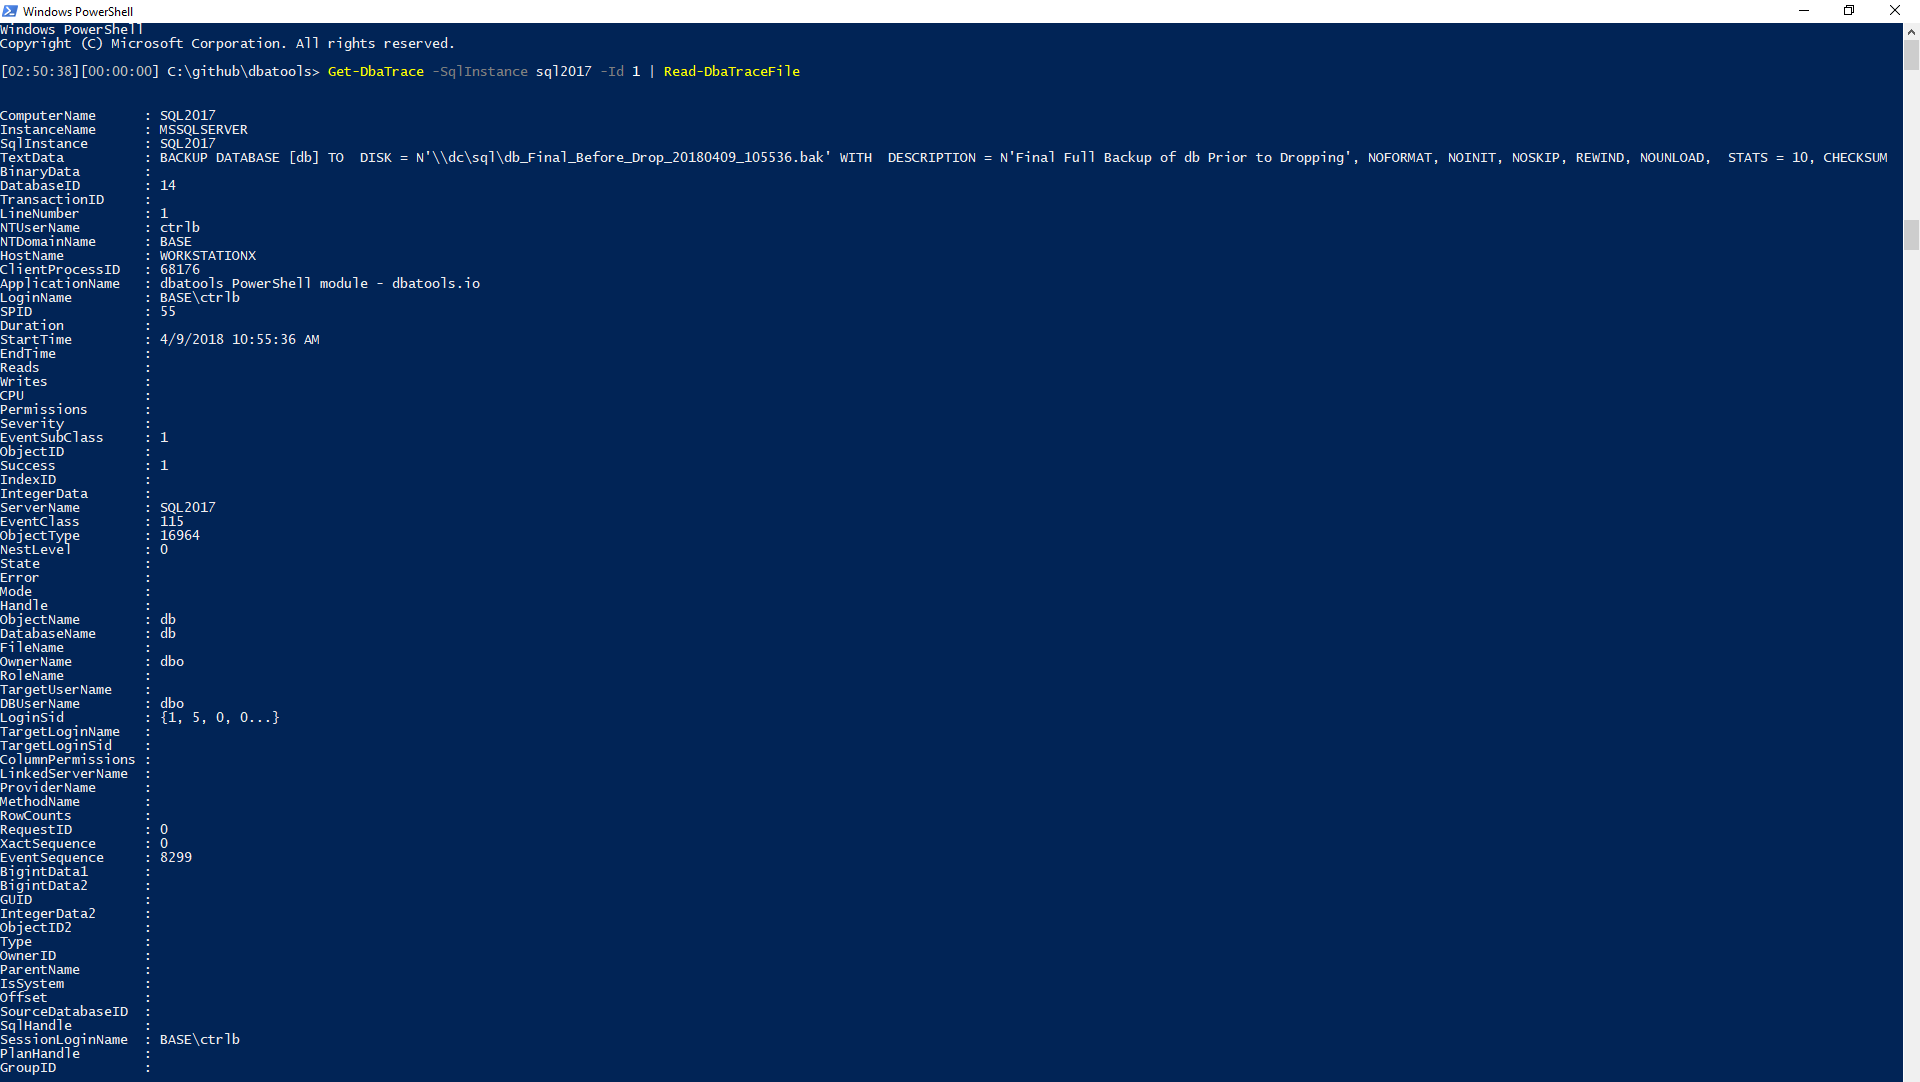 Windows PowerShell
Windows PowerShell
Copyright (C) Microsoft Corporation. All rights reserved.
[02:50:38][00:00:00] C:\github\dbatools> Get-DbaTrace -SqlInstance sql2017 -Id 1 | Read-DbaTraceFile
ComputerName      : SQL2017
InstanceName      : MSSQLSERVER
SqlInstance       : SQL2017
TextData          : BACKUP DATABASE [db] TO  DISK = N'\\dc\sql\db_Final_Before_Drop_20180409_105536.bak' WITH  DESCRIPTION = N'Final Full Backup of db Prior to Dropping', NOFORMAT, NOINIT, NOSKIP, REWIND, NOUNLOAD,  STATS = 10, CHECKSUM
BinaryData        :
DatabaseID        : 14
TransactionID     :
LineNumber        : 1
NTUserName        : ctrlb
NTDomainName      : BASE
HostName          : WORKSTATIONX
ClientProcessID   : 68176
ApplicationName   : dbatools PowerShell module - dbatools.io
LoginName         : BASE\ctrlb
SPID              : 55
Duration          :
StartTime         : 4/9/2018 10:55:36 AM
EndTime           :
Reads             :
Writes            :
CPU               :
Permissions       :
Severity          :
EventSubClass     : 1
ObjectID          :
Success           : 1
IndexID           :
IntegerData       :
ServerName        : SQL2017
EventClass        : 115
ObjectType        : 16964
NestLevel         : 0
State             :
Error             :
Mode              :
Handle            :
ObjectName        : db
DatabaseName      : db
FileName          :
OwnerName         : dbo
RoleName          :
TargetUserName    :
DBUserName        : dbo
LoginSid          : {1, 5, 0, 0...}
TargetLoginName   :
TargetLoginSid    :
ColumnPermissions :
LinkedServerName  :
ProviderName      :
MethodName        :
RowCounts         :
RequestID         : 0
XactSequence      : 0
EventSequence     : 8299
BigintData1       :
BigintData2       :
GUID              :
IntegerData2      :
ObjectID2         :
Type              :
OwnerID           :
ParentName        :
IsSystem          :
Offset            :
SourceDatabaseID  :
SqlHandle         :
SessionLoginName  : BASE\ctrlb
PlanHandle        :
GroupID           :